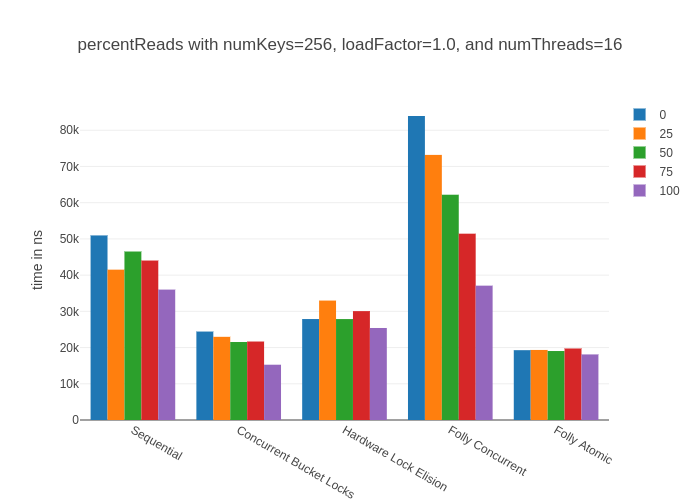 percentReads with numKeys=256, loadFactor=1.0, and numThreads=16
0
25
50
75
100
80k
70k
60k
50k
40k
30k
20k
10k
0
time in ns
Sequential
Concurrent Bucket Locks
Hardware Lock Elision
Folly Concurrent
Folly Atomic